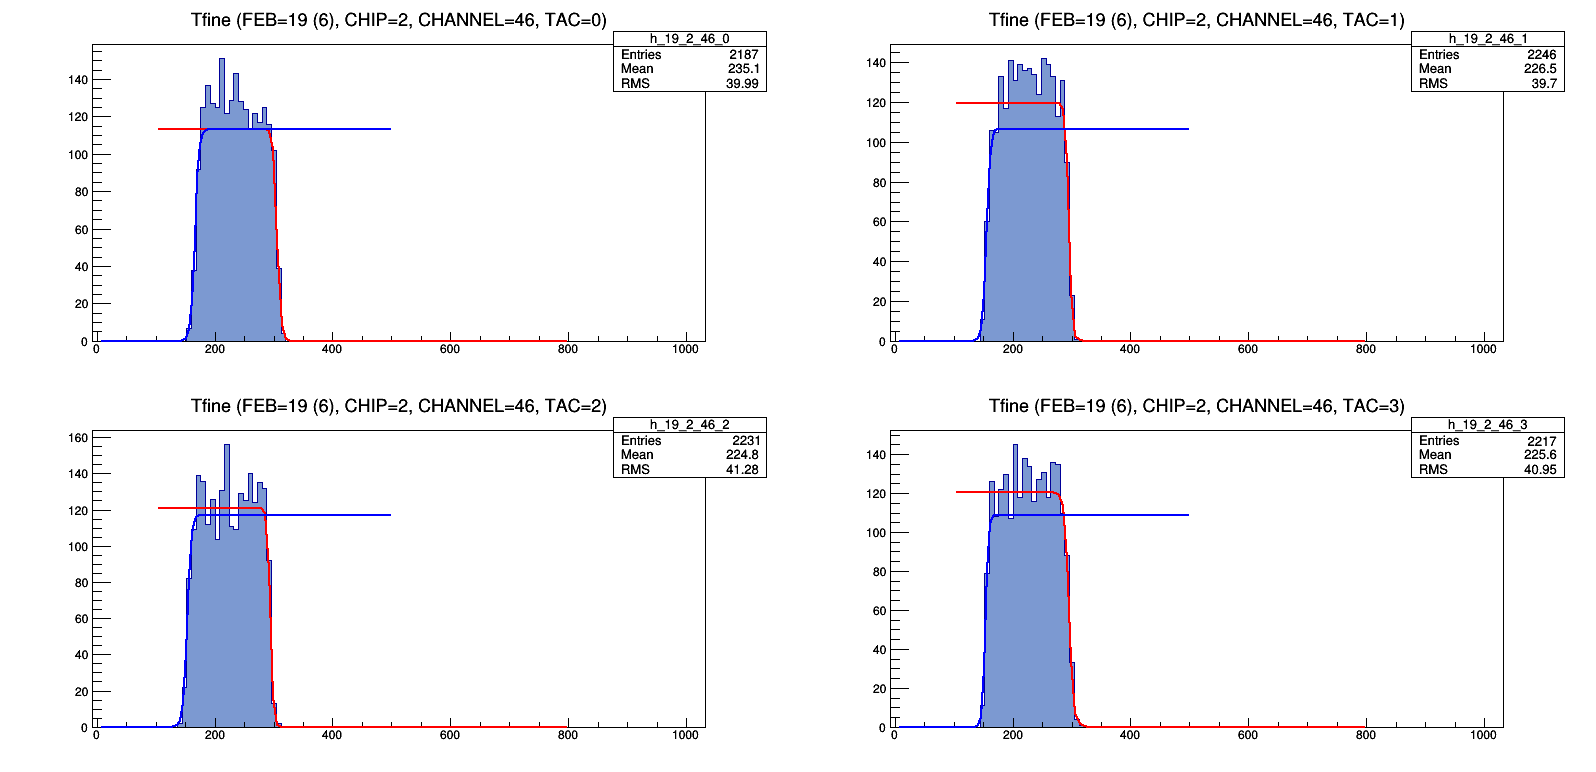 Tfine (FEB=19 (6), CHIP=2, CHANNEL=46, TAC=0)
h_19_2_46_0
Entries 2187
Mean 235.1
RMS 39.99
140
120
100
80
60
40
20
0
0 200 400 600 800 1000
Tfine (FEB=19 (6), CHIP=2, CHANNEL=46, TAC=1)
h_19_2_46_1
Entries 2246
Mean 226.5
RMS 39.7
140
120
100
80
60
40
20
0
0 200 400 600 800 1000
Tfine (FEB=19 (6), CHIP=2, CHANNEL=46, TAC=2)
h_19_2_46_2
Entries 2231
Mean 224.8
RMS 41.28
160
140
120
100
80
60
40
20
0
0 200 400 600 800 1000
Tfine (FEB=19 (6), CHIP=2, CHANNEL=46, TAC=3)
h_19_2_46_3
Entries 2217
Mean 225.6
RMS 40.95
140
120
100
80
60
40
20
0
0 200 400 600 800 1000